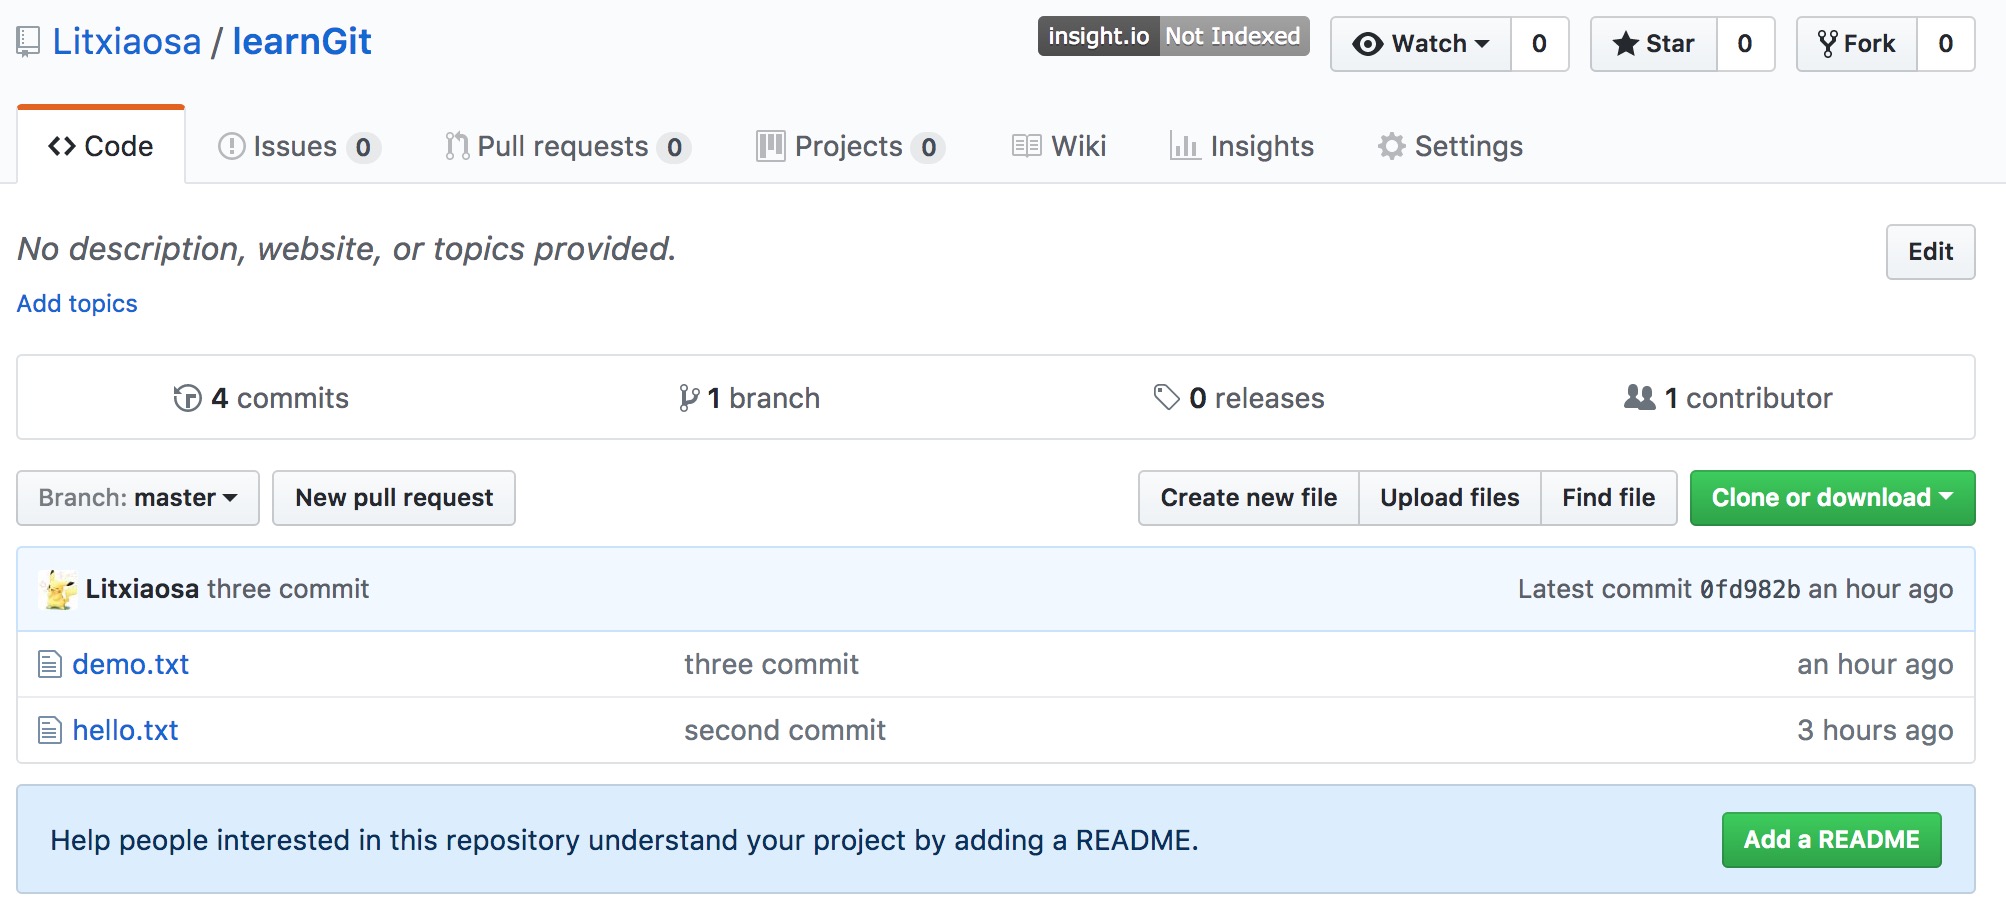 Litxiaosa / learnGit
insight.io Not Indexed
Watch 0
Star 0
Fork 0
Code
Issues 0
Pull requests 0
Projects 0
Wiki
Insights
Settings
No description, website, or topics provided.
Edit
Add topics
4 commits
1 branch
0 releases
1 contributor
Branch: master
New pull request
Create new file
Upload files
Find file
Clone or download
Litxiaosa three commit
Latest commit 0fd982b an hour ago
demo.txt three commit an hour ago
hello.txt second commit 3 hours ago
Help people interested in this repository understand your project by adding a README.
Add a README